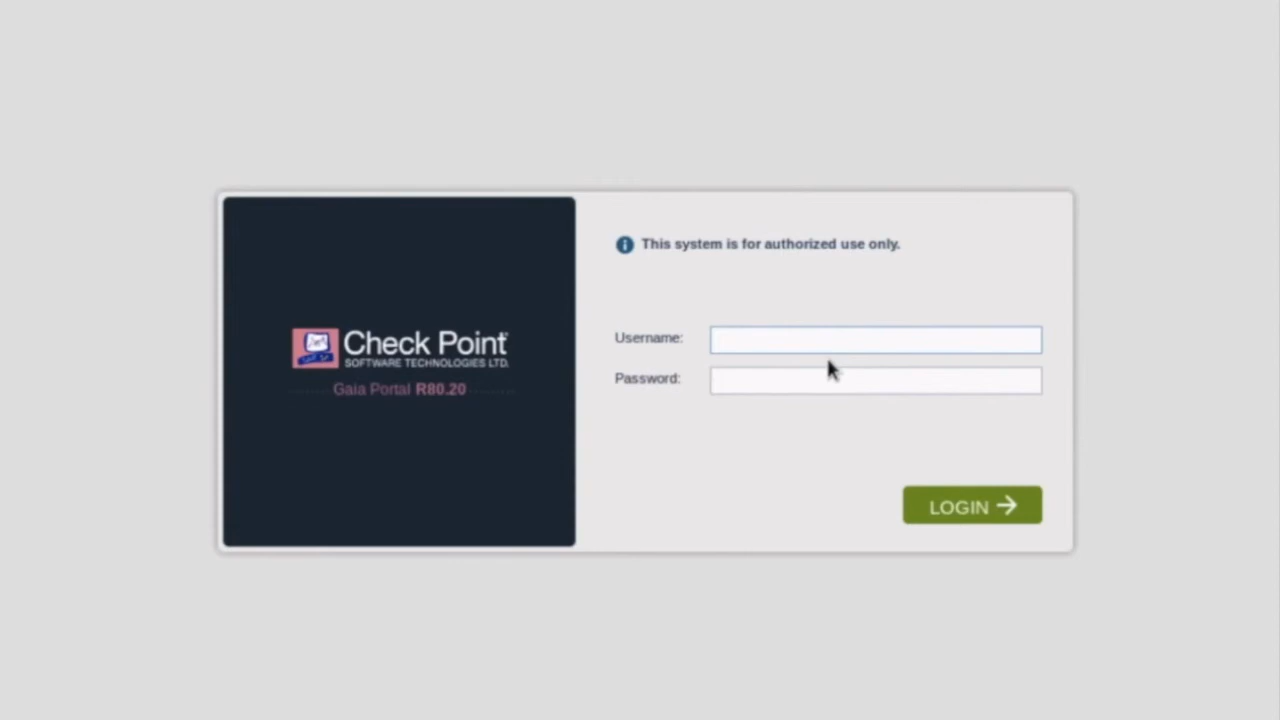 This system is for authorized use only.
Check Point
SOFTWARE TECHNOLOGIES LTD.
Gaia Portal R80.20
Username:
Password:
LOGIN